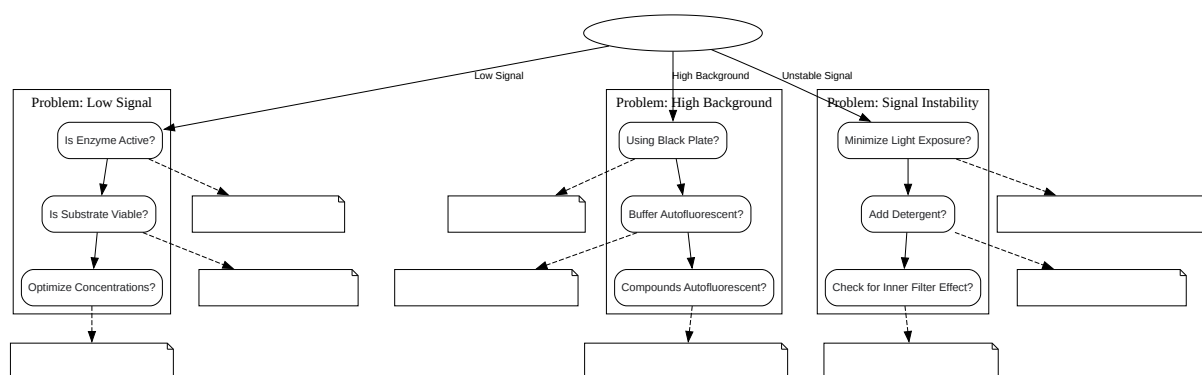 Low Signal
High Background
Unstable Signal
Problem: Low Signal
Problem: High Background
Problem: Signal Instability
Is Enzyme Active?
Using Black Plate?
Minimize Light Exposure?
Is Substrate Viable?
Buffer Autofluorescent?
Add Detergent?
Optimize Concentrations?
Compounds Autofluorescent?
Check for Inner Filter Effect?